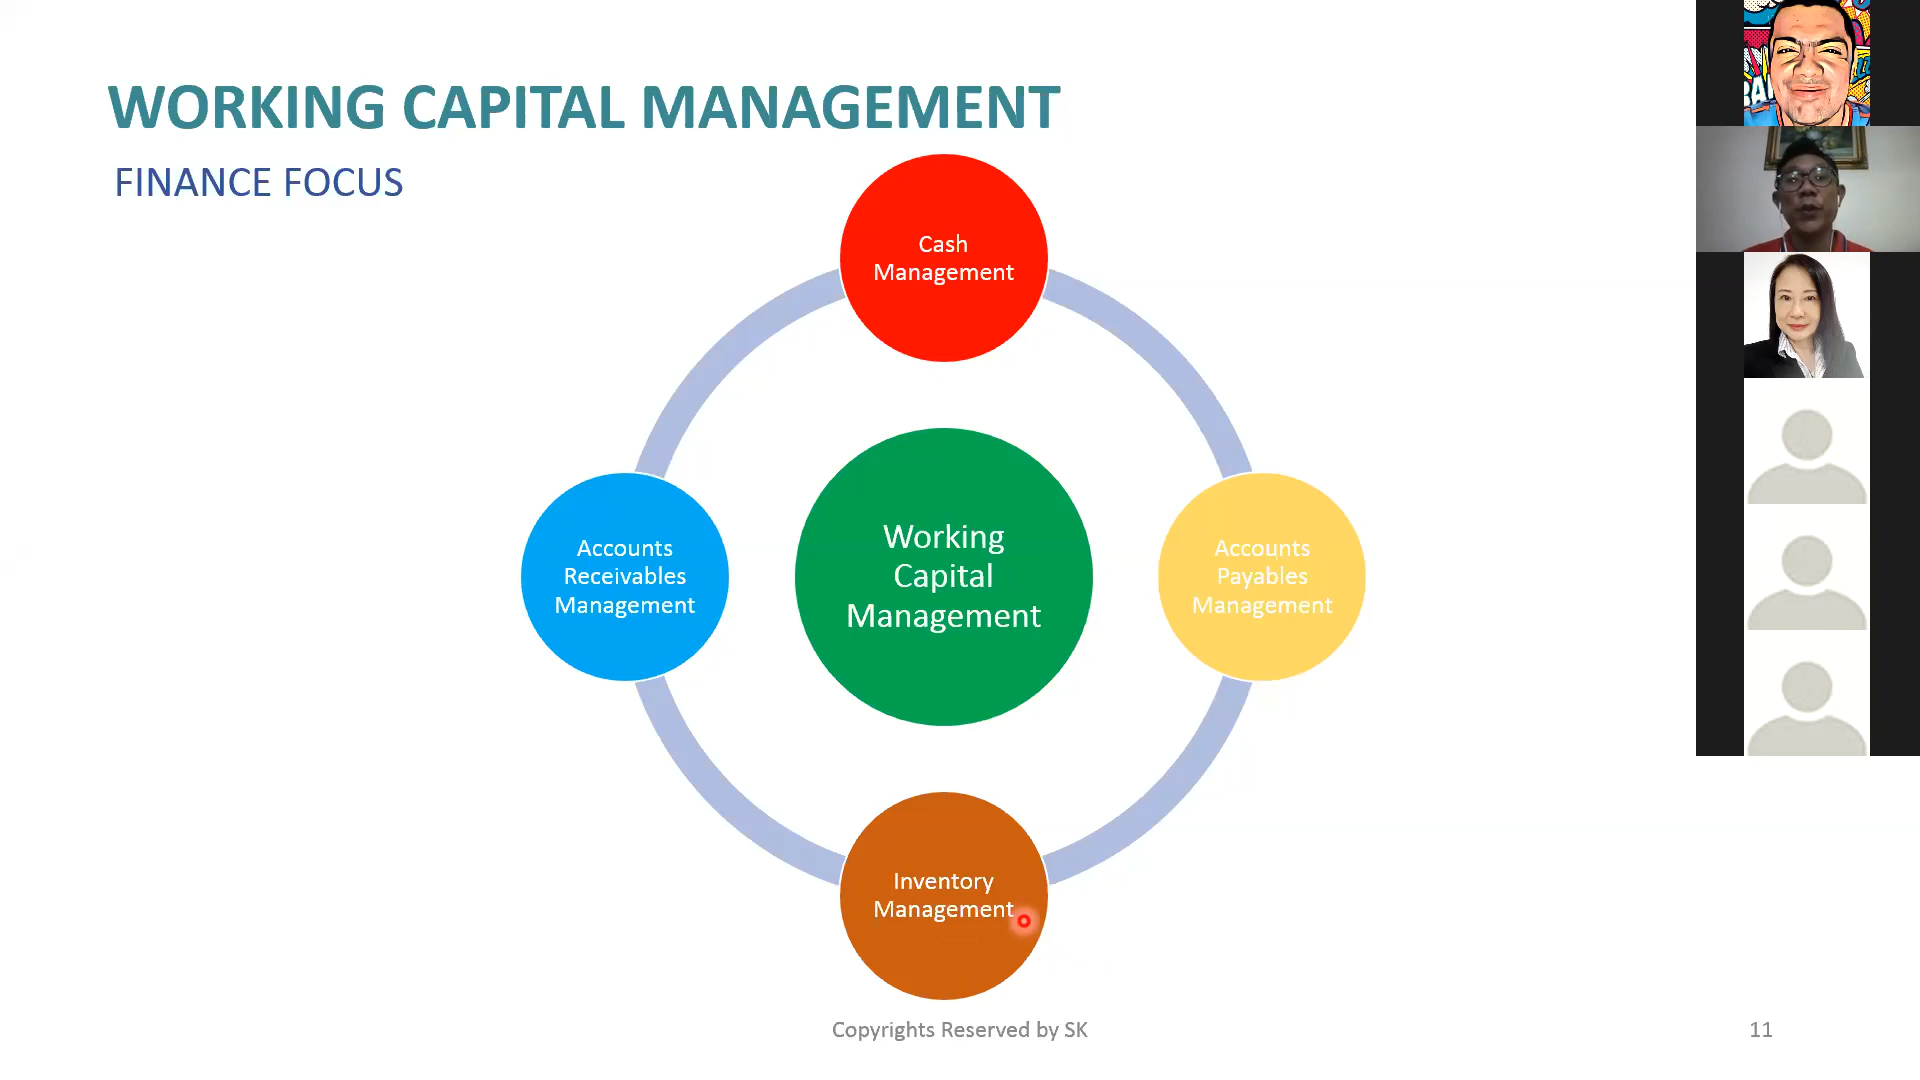 WORKING CAPITAL MANAGEMENT
FINANCE FOCUS
Cash
Management
Accounts
Receivables
Management
Working
Capital
Management
Accounts
Payables
Management
Inventory
Management
Copyrights Reserved by SK
11